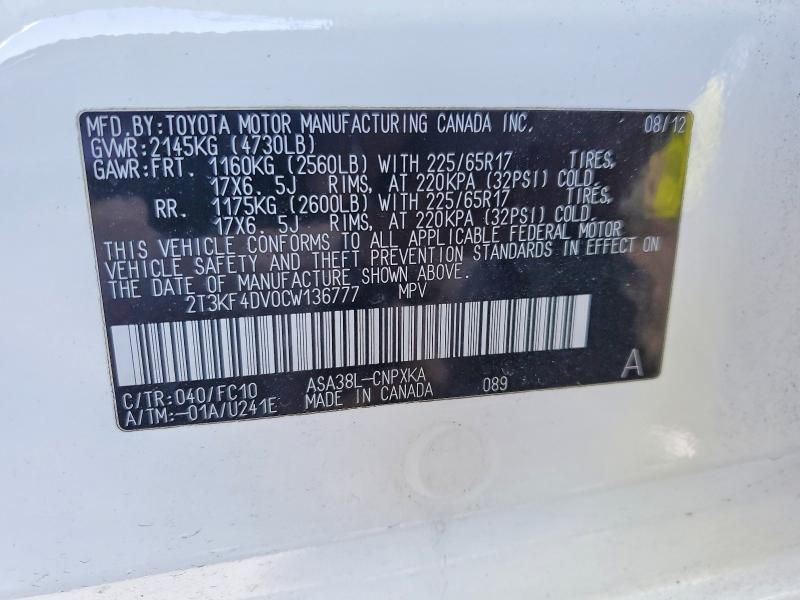 MFD.BY:TOYOTA MOTOR MANUFACTURING CANADA INC. 08/12
GVWR:2145KG (4730LB)
GAWR:FRT. 1160KG (2560LB) WITH 225/65R17 TIRES,
17X6.5J RIMS, AT 220KPA (32PSI) COLD.
RR. 1175KG (2600LB) WITH 225/65R17 TIRES,
17X6.5J RIMS, AT 220KPA (32PSI) COLD.
THIS VEHICLE CONFORMS TO ALL APPLICABLE FEDERAL MOTOR
VEHICLE SAFETY AND THEFT PREVENTION STANDARDS IN EFFECT ON
THE DATE OF MANUFACTURE SHOWN ABOVE.
2T3KF4DV0CW136777 MPV
C/TR:040/FC10 ASA38L-CNPXKA 089 A
A/TM:-01A/U241E MADE IN CANADA